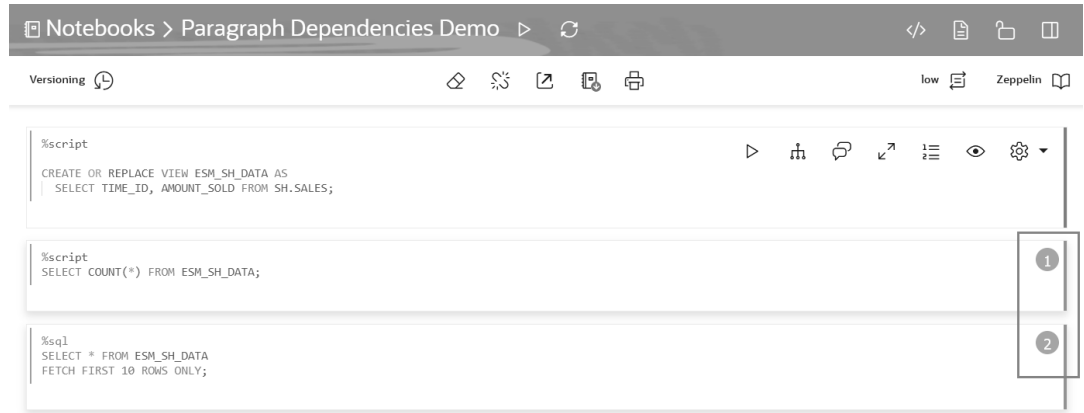 Notebooks > Paragraph Dependencies Demo
Versioning
low
Zeppelin
%script
CREATE OR REPLACE VIEW ESM_SH_DATA AS
SELECT TIME_ID, AMOUNT_SOLD FROM SH.SALES;
%script
SELECT COUNT(*) FROM ESM_SH_DATA;
1
%sql
SELECT * FROM ESM_SH_DATA
FETCH FIRST 10 ROWS ONLY;
2